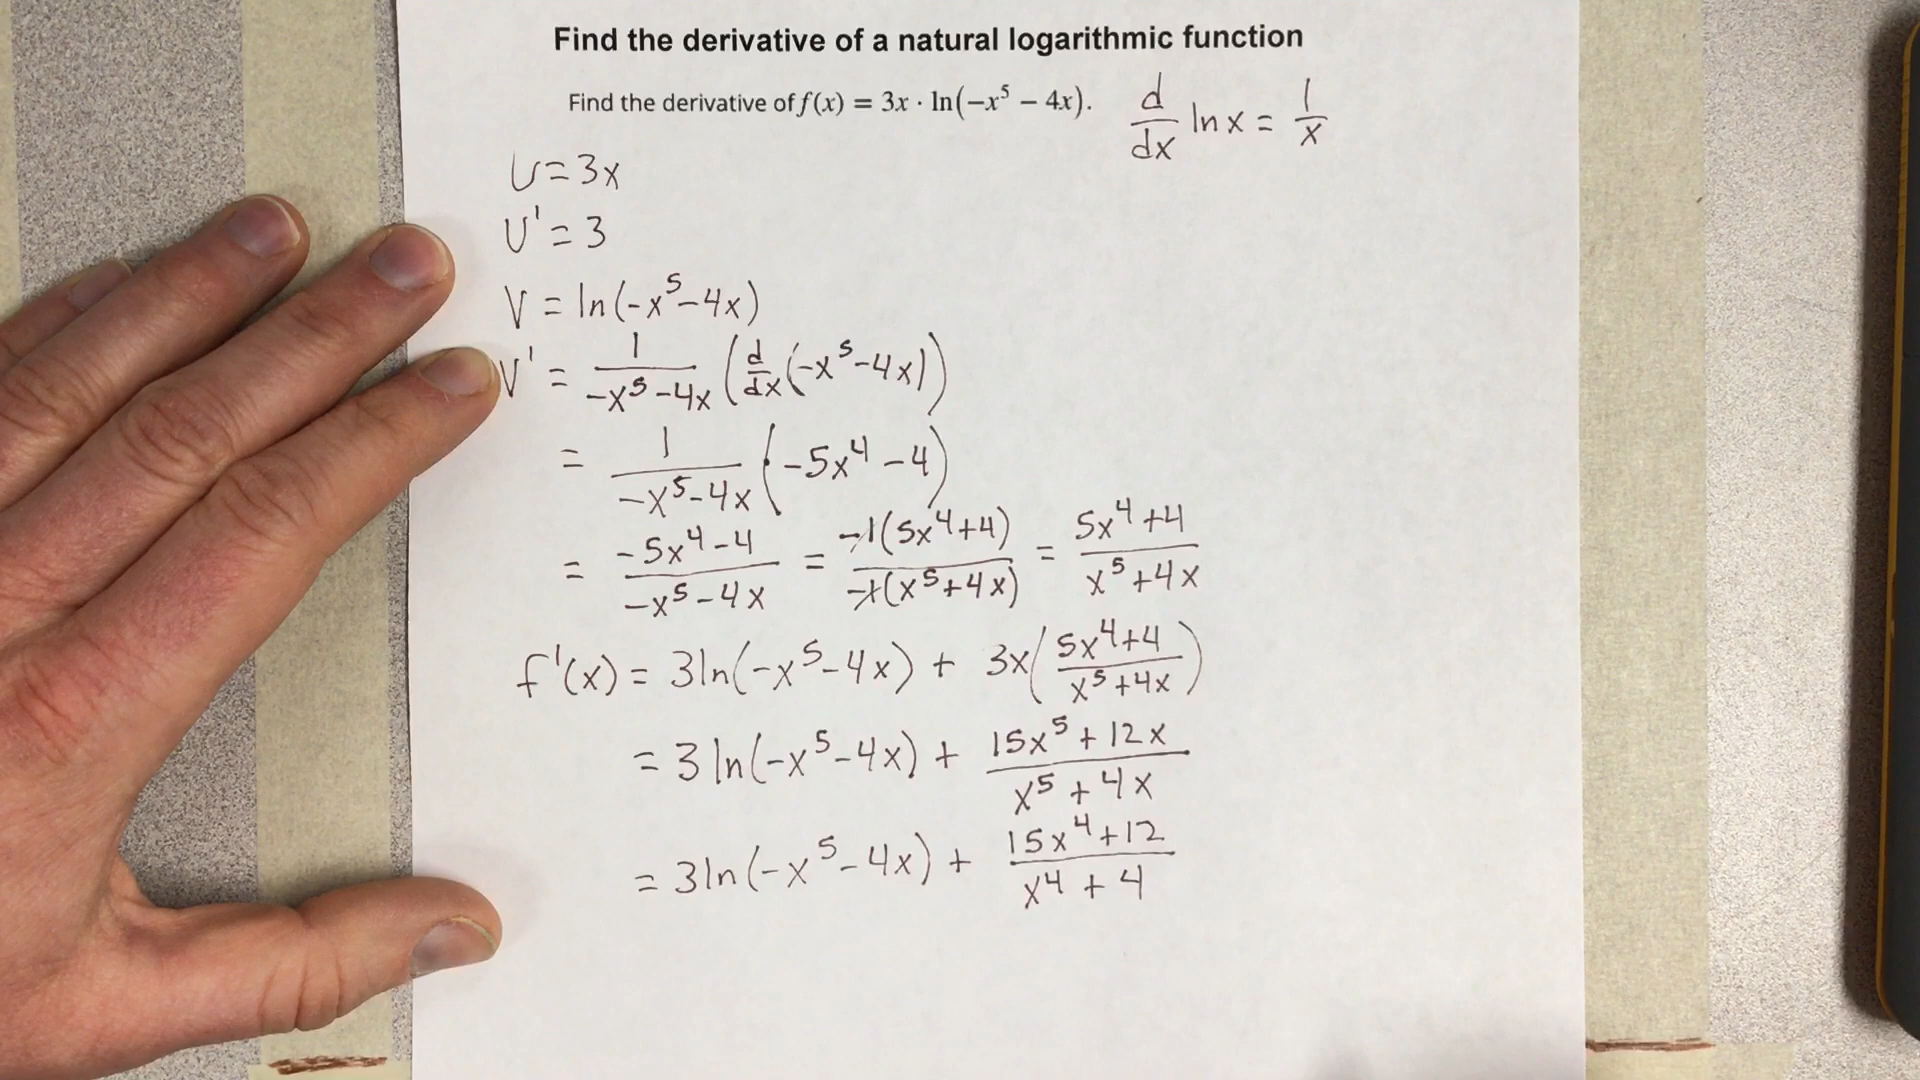 Find the derivative of a natural logarithmic function
Find the derivative of f(x) = 3x · ln(−x⁵ − 4x). d/dx ln x = 1/x
U = 3x
U' = 3
V = ln(-x⁵-4x)
V' = 1/(-x⁵-4x) (d/dx(-x⁵-4x))
= 1/(-x⁵-4x) (-5x⁴-4)
= (-5x⁴-4)/(-x⁵-4x) = -1(5x⁴+4)/-1(x⁵+4x) = (5x⁴+4)/(x⁵+4x)
f'(x) = 3ln(-x⁵-4x) + 3x((5x⁴+4)/(x⁵+4x))
= 3 ln(-x⁵-4x) + (15x⁵+12x)/(x⁵+4x)
= 3ln(-x⁵-4x) + (15x⁴+12)/(x⁴+4)